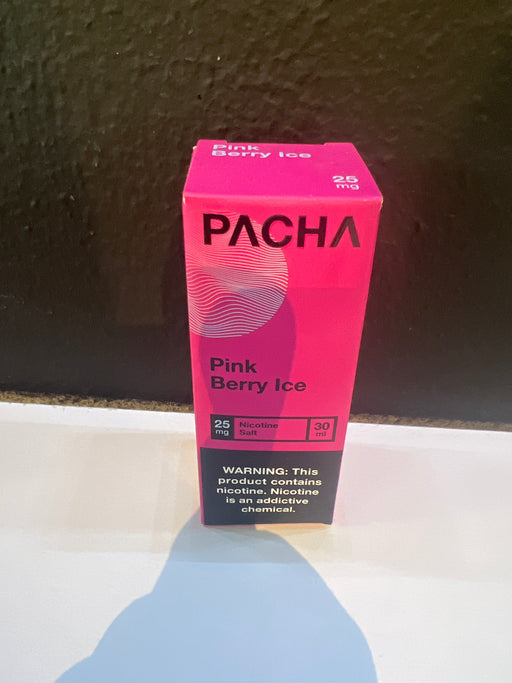 Pink
Berry Ice
25
mg
PACHA
Pink
Berry Ice
25
mg
Nicotine
Salt
30
ml
WARNING: This
product contains
nicotine. Nicotine
is an addictive
chemical.